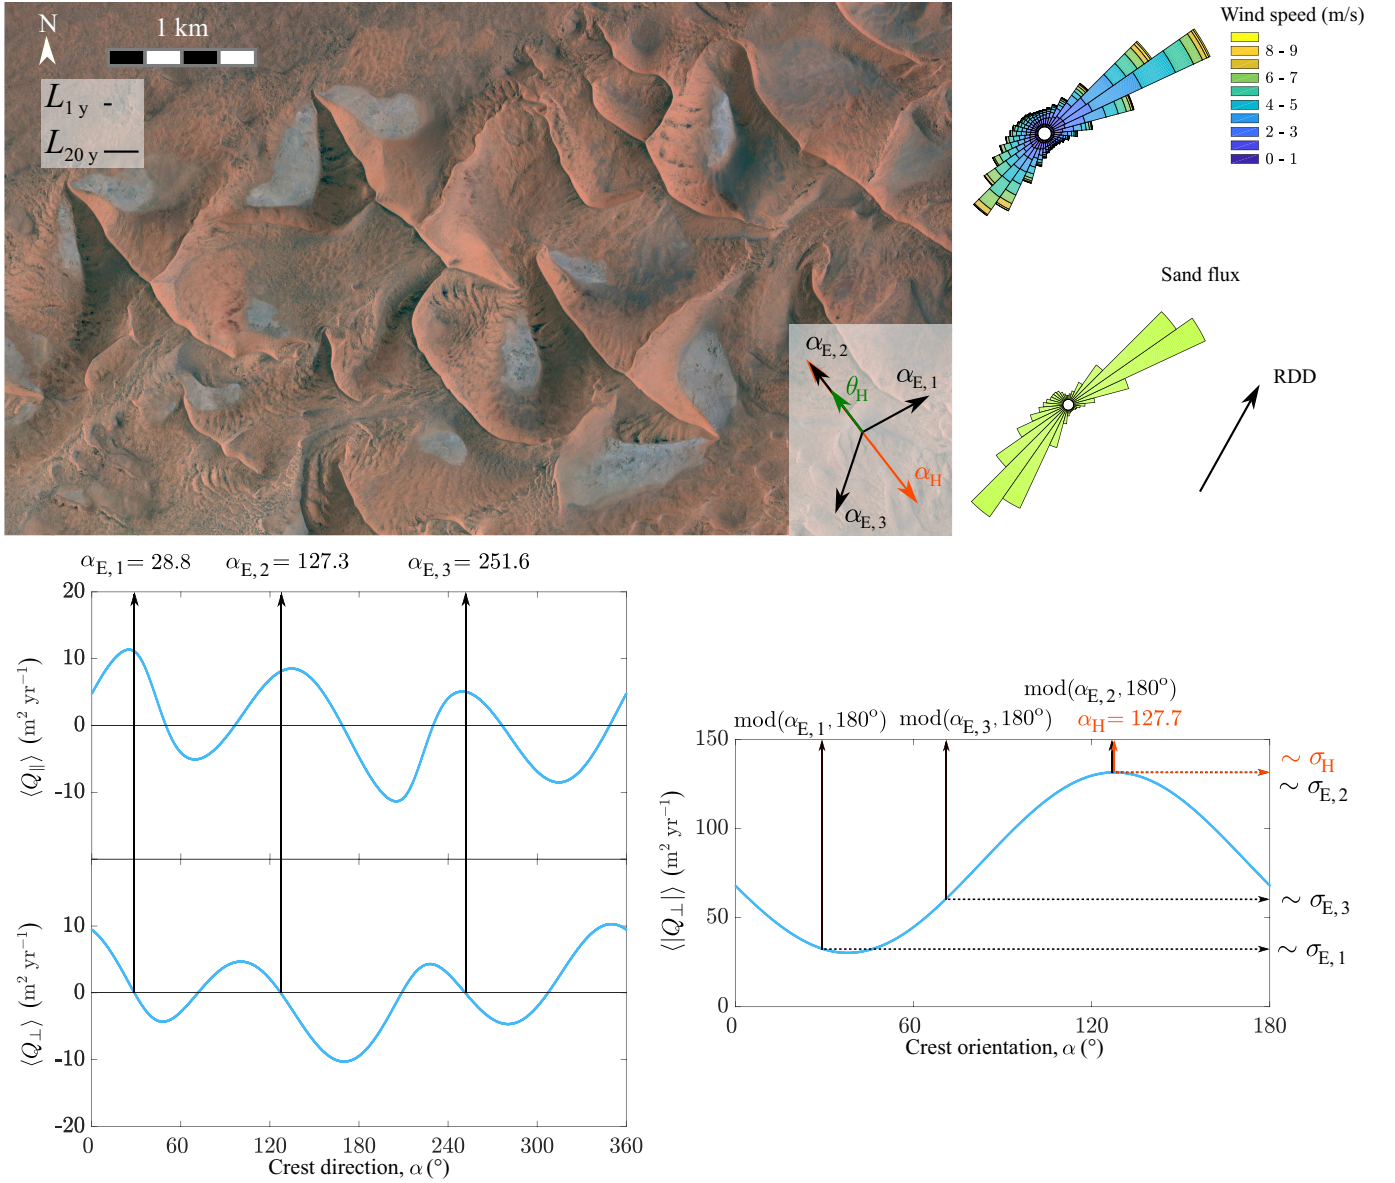 N
1 km
L1 y -
L20 y
αE, 2
θH
αE, 1
αH
αE, 3
Wind speed (m/s)
8 - 9
6 - 7
4 - 5
2 - 3
0 - 1
Sand flux
RDD
αE, 1 = 28.8 αE, 2 = 127.3 αE, 3 = 251.6
20
10
0
-10
⟨Q∥⟩ (m² yr⁻¹)
10
0
-10
-20
⟨Q⊥⟩ (m² yr⁻¹)
0 60 120 180 240 300 360
Crest direction, α (°)
mod(αE, 2, 180°)
mod(αE, 1, 180°) mod(αE, 3, 180°) αH = 127.7
150
100
50
0
⟨|Q⊥|⟩ (m² yr⁻¹)
∼ σH
∼ σE, 2
∼ σE, 3
∼ σE, 1
0 60 120 180
Crest orientation, α (°)